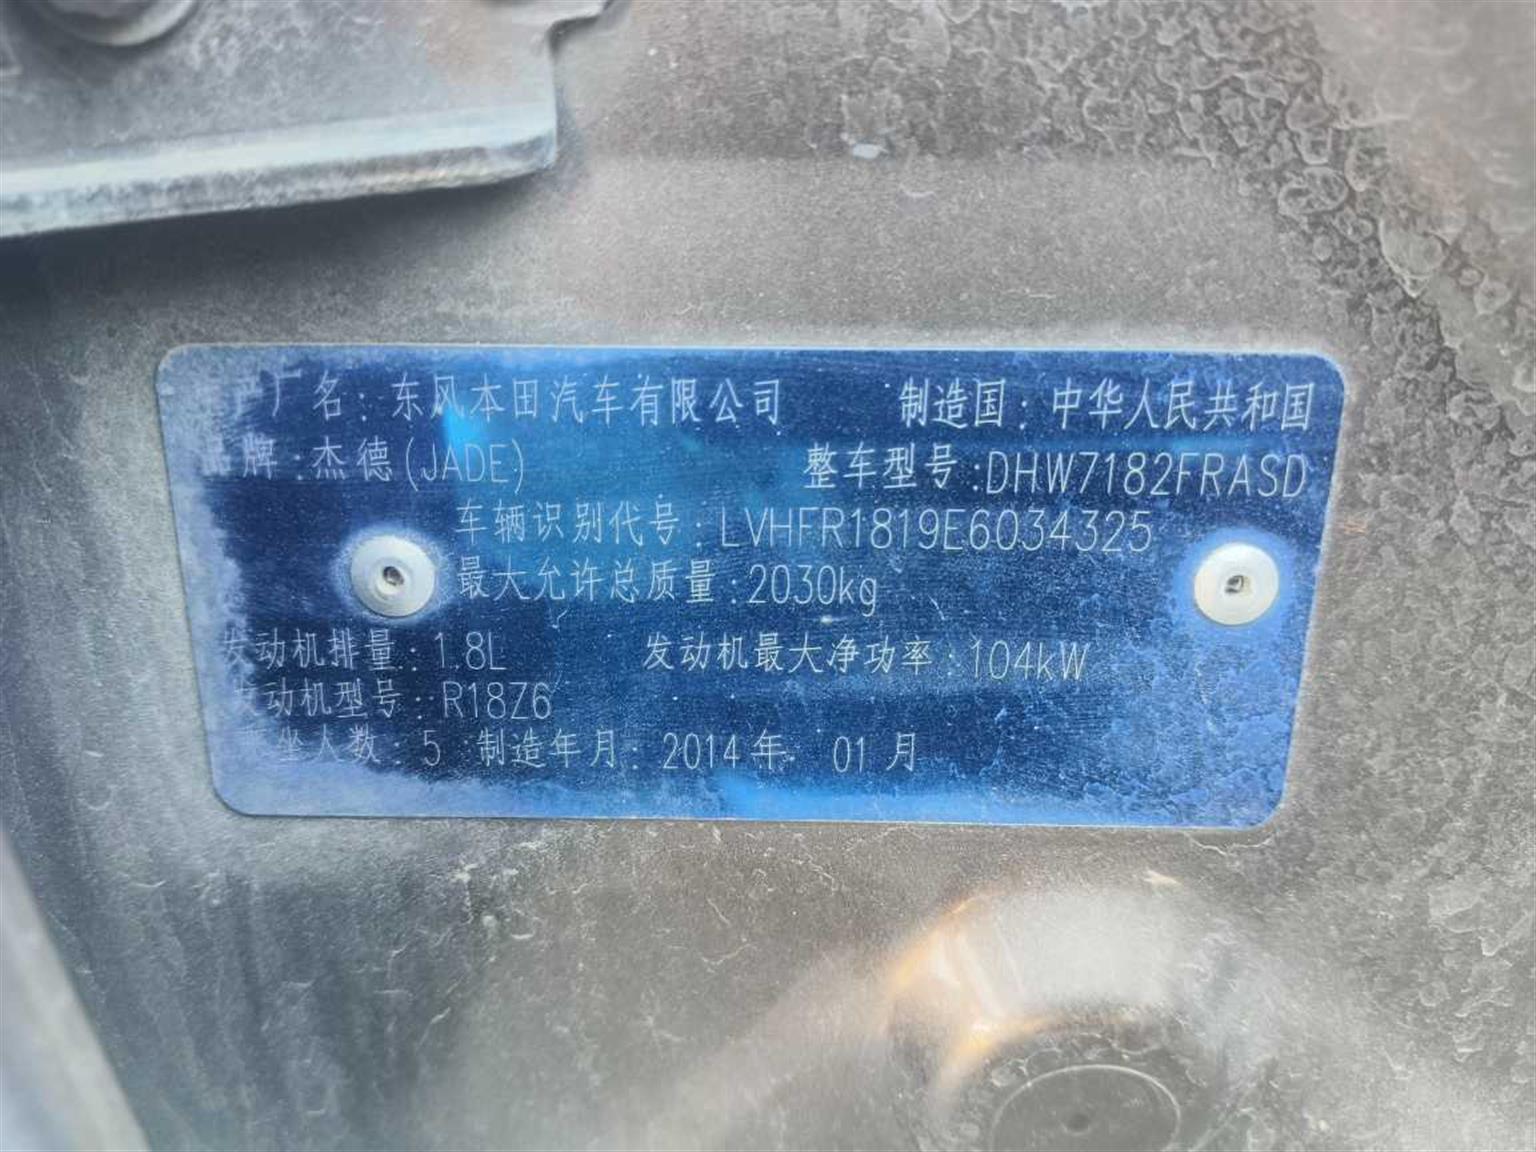 产厂名:东风本田汽车有限公司 制造国:中华人民共和国
牌:杰德(JADE) 整车型号:DHW7182FRASD
车辆识别代号:LVHFR1819E6034325
最大允许总质量:2030kg
发动机排量:1.8L 发动机最大净功率:104kW
发动机型号:R18Z6
坐人数:5 制造年月:2014年 01月